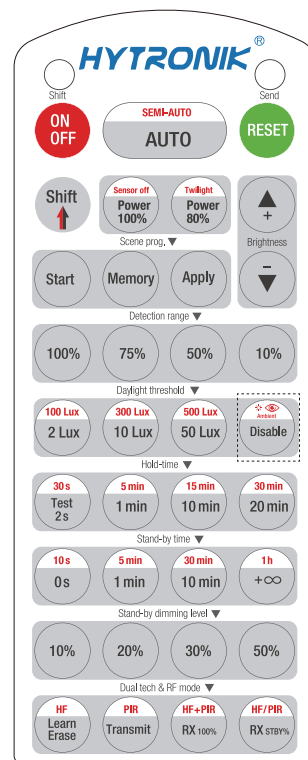 HYTRONIK®
Shift
Send
ON
OFF
SEMI-AUTO
AUTO
RESET
Shift
Sensor off
Power
100%
Twilight
Power
80%
+
Scene prog. ▼
Brightness
Start
Memory
Apply
−
Detection range ▼
100%
75%
50%
10%
Daylight threshold ▼
100 Lux
2 Lux
300 Lux
10 Lux
500 Lux
50 Lux
Ambient
Disable
Hold-time ▼
30 s
Test
2 s
5 min
1 min
15 min
10 min
30 min
20 min
Stand-by time ▼
10 s
0 s
5 min
1 min
30 min
10 min
1 h
+∞
Stand-by dimming level ▼
10%
20%
30%
50%
Dual tech & RF mode ▼
HF
Learn
Erase
PIR
Transmit
HF+PIR
RX 100%
HF/PIR
RX STBY%